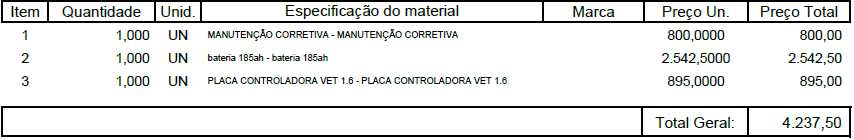 Item Quantidade Unid. Especificação do material Marca Preço Un. Preço Total
1 1,000 UN MANUTENÇÃO CORRETIVA - MANUTENÇÃO CORRETIVA 800,0000 800,00
2 1,000 UN bateria 185ah - bateria 185ah 2.542,5000 2.542,50
3 1,000 UN PLACA CONTROLADORA VET 1.6 - PLACA CONTROLADORA VET 1.6 895,0000 895,00
Total Geral: 4.237,50